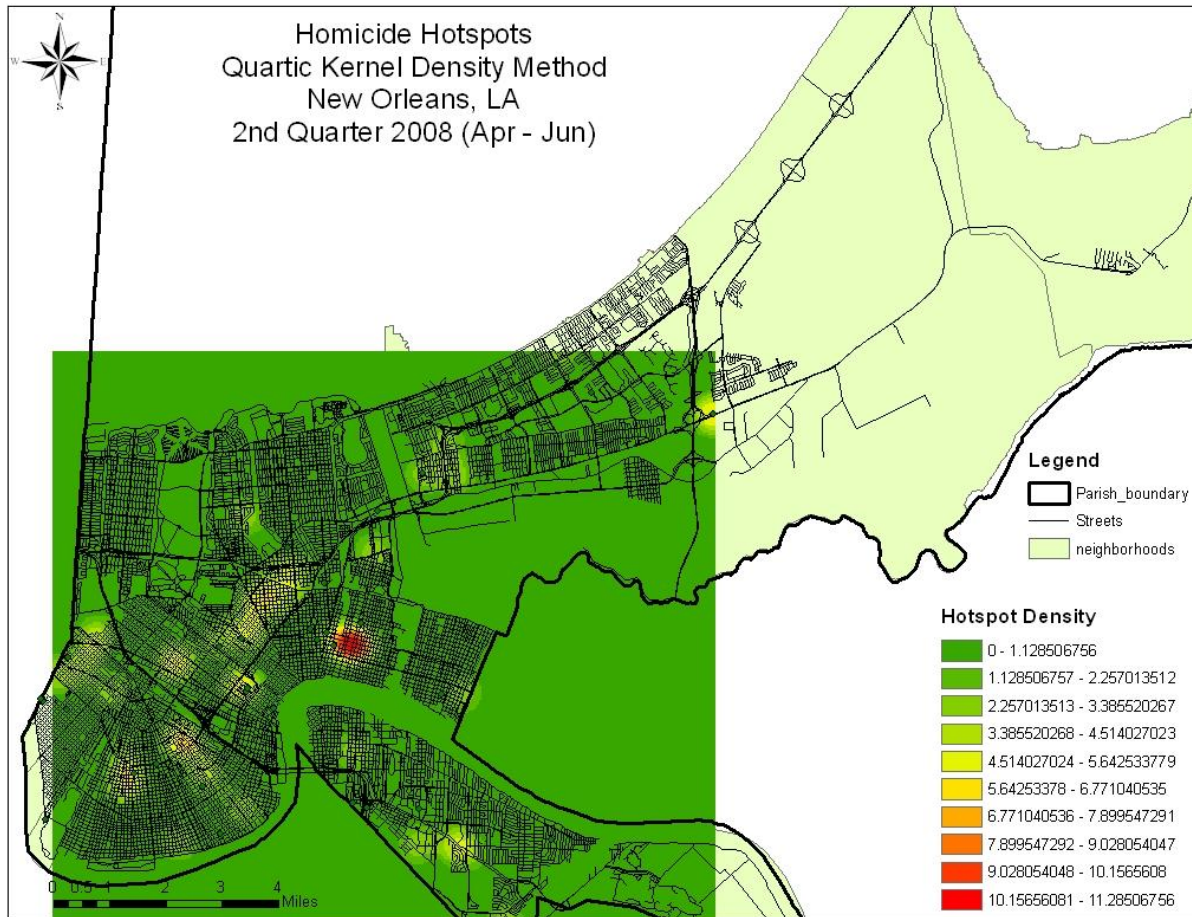 N
W E
S
Homicide Hotspots
Quartic Kernel Density Method
New Orleans, LA
2nd Quarter 2008 (Apr - Jun)
Legend
Parish_boundary
Streets
neighborhoods
Hotspot Density
0 - 1.128506756
1.128506757 - 2.257013512
2.257013513 - 3.385520267
3.385520268 - 4.514027023
4.514027024 - 5.642533779
5.64253378 - 6.771040535
6.771040536 - 7.899547291
7.899547292 - 9.028054047
9.028054048 - 10.1565608
10.15656081 - 11.28506756
0 0.5 1 2 3 4
Miles